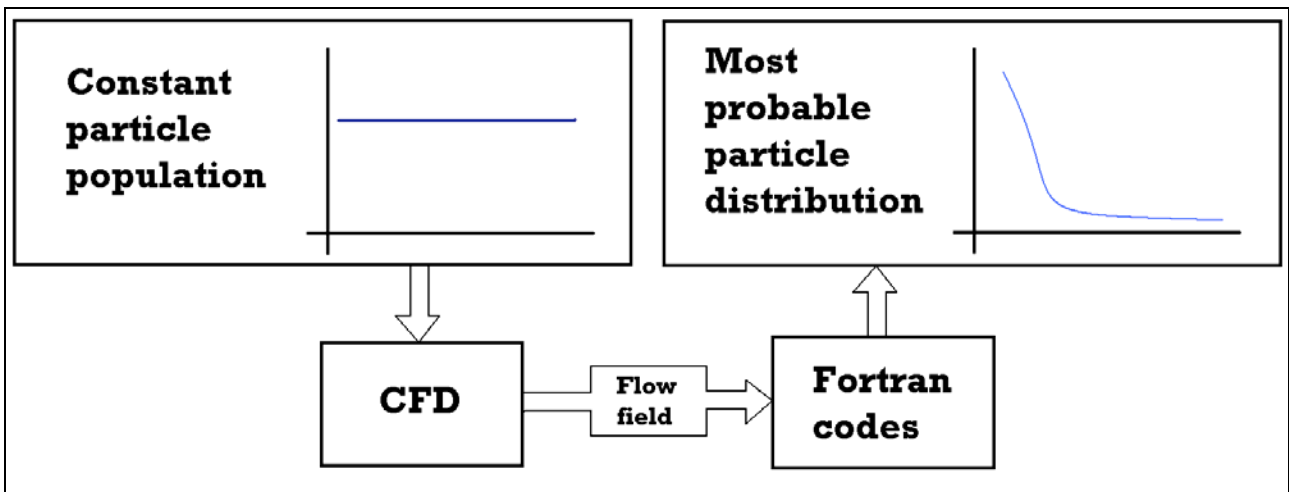 Constant
particle
population
Most
probable
particle
distribution
CFD
Flow
field
Fortran
codes